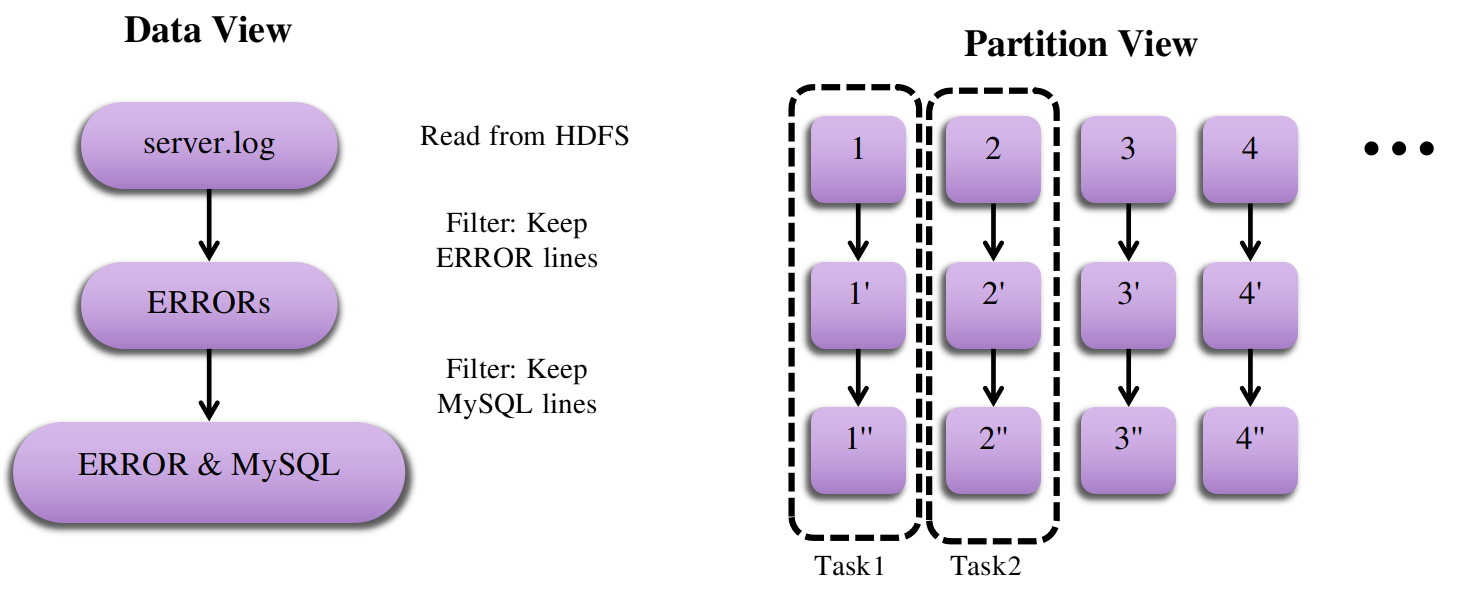 Data View
server.log
Read from HDFS
Filter: Keep
ERROR lines
ERRORs
Filter: Keep
MySQL lines
ERROR & MySQL
Partition View
1
2
3
4
1'
2'
3'
4'
1''
2"
3"
4"
Task1
Task2